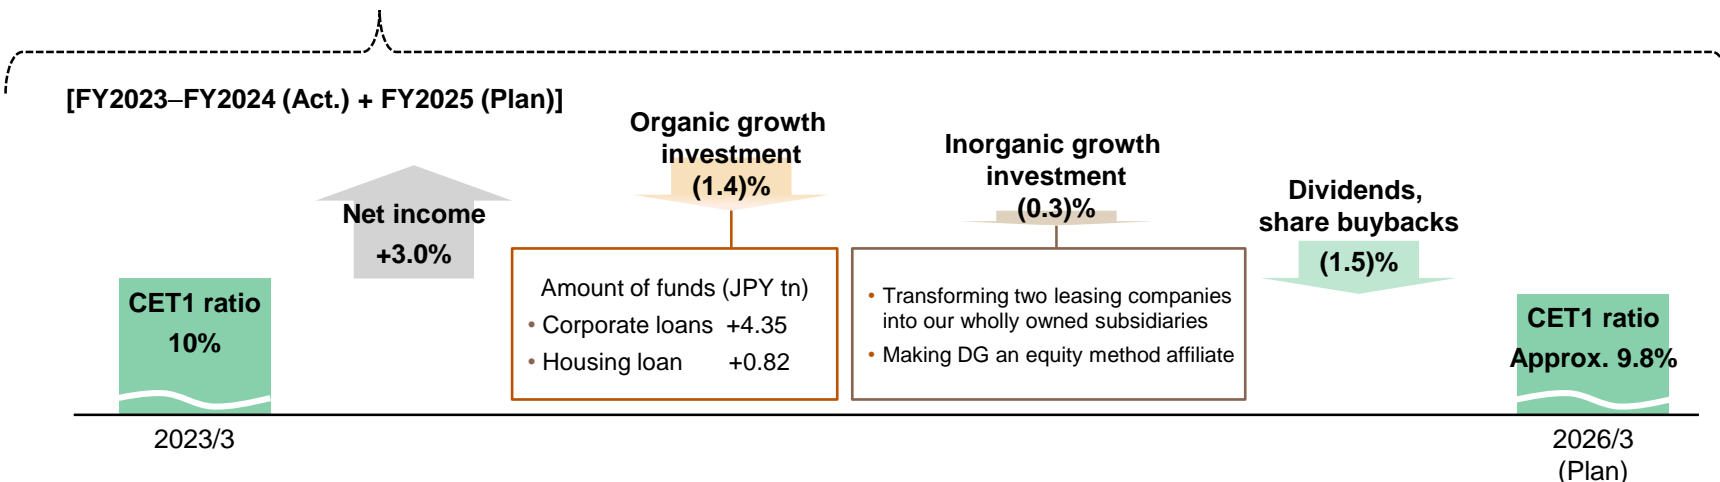 [FY2023–FY2024 (Act.) + FY2025 (Plan)]
Net income
+3.0%
Organic growth
investment
(1.4)%
Inorganic growth
investment
(0.3)%
Dividends,
share buybacks
(1.5)%
CET1 ratio
10%
Amount of funds (JPY tn)
• Corporate loans +4.35
• Housing loan +0.82
• Transforming two leasing companies
into our wholly owned subsidiaries
• Making DG an equity method affiliate
CET1 ratio
Approx. 9.8%
2023/3
2026/3
(Plan)